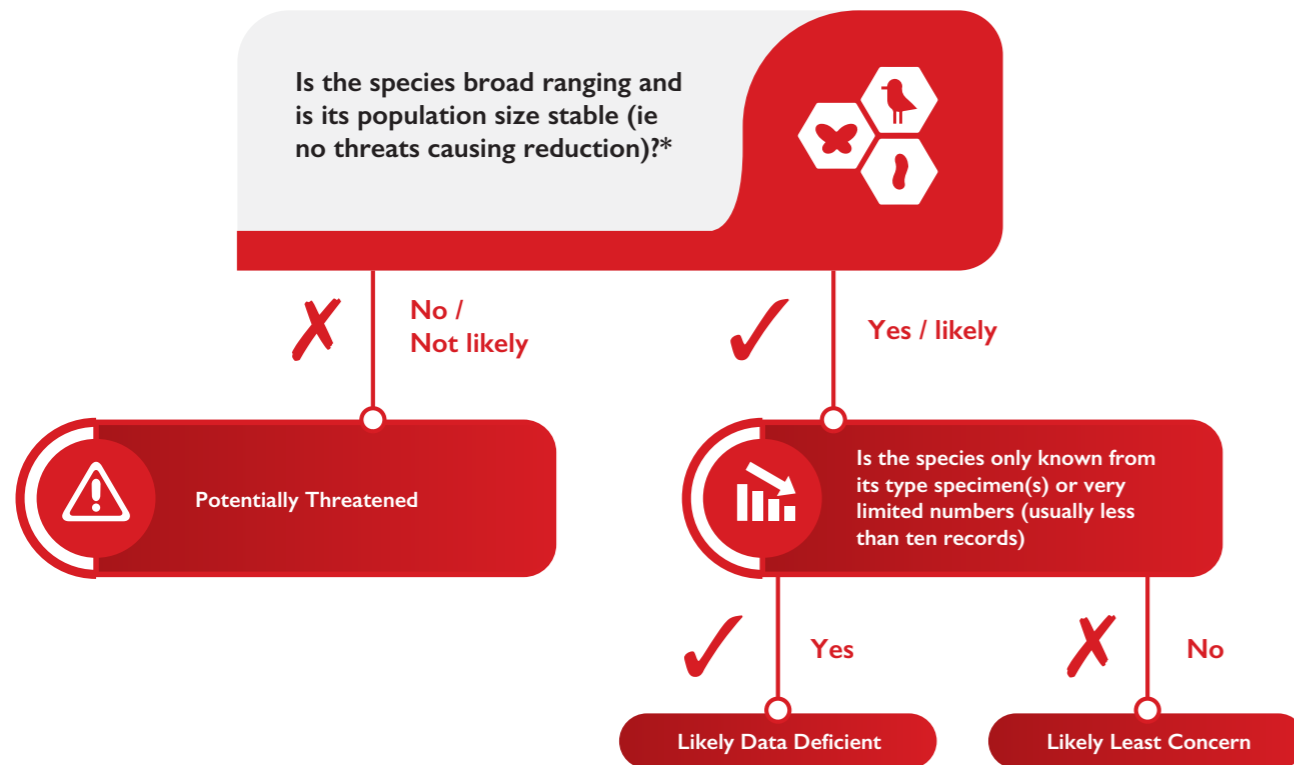 Is the species broad ranging and
is its population size stable (ie
no threats causing reduction)?*
No /
Not likely
Yes / likely
Potentially Threatened
Is the species only known from
its type specimen(s) or very
limited numbers (usually less
than ten records)
Yes
No
Likely Data Deficient
Likely Least Concern